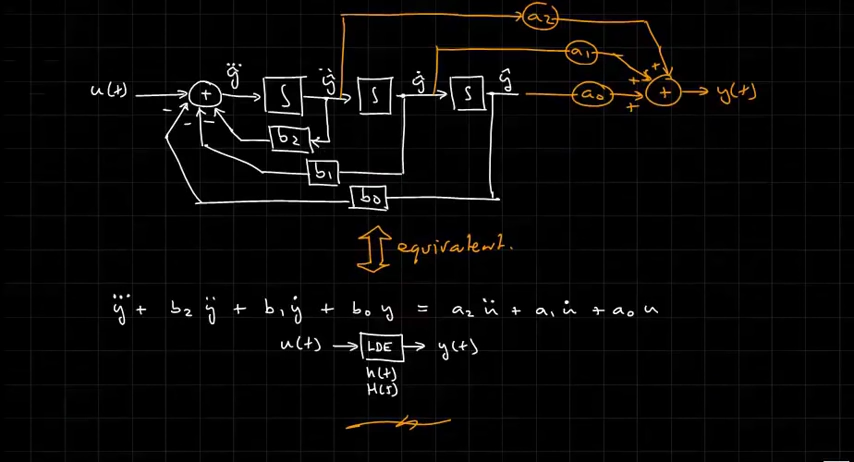 a₂
a₁
u(t) + ÿ̇ ∫ ÿ ∫ ẏ ∫ ŷ a₀ + + + + y(t)
- - - b₂
b₁
b₀
equivalent.
ÿ̇ + b₂ ÿ + b₁ ẏ + b₀ y = a₂ ü + a₁ u̇ + a₀ u
u(t) → LDE → y(t)
h(t)
H(s)